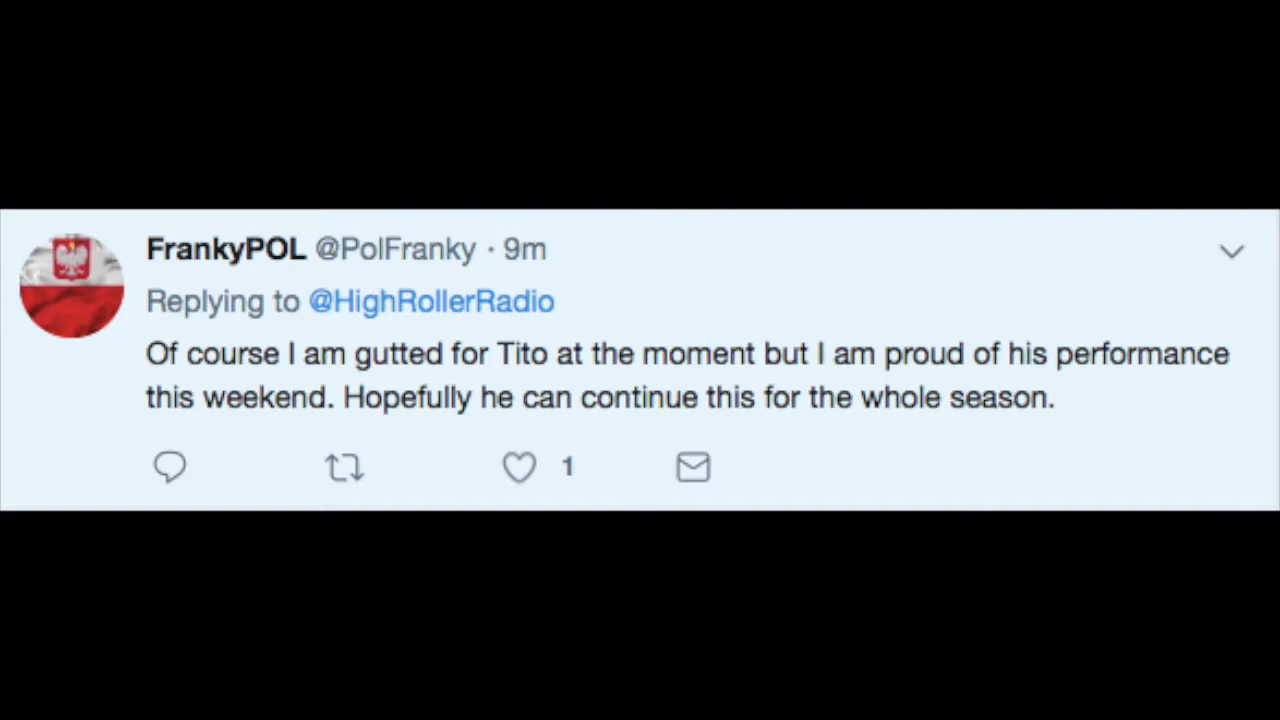 FrankyPOL @PolFranky · 9m
Replying to @HighRollerRadio
Of course I am gutted for Tito at the moment but I am proud of his performance
this weekend. Hopefully he can continue this for the whole season.
1